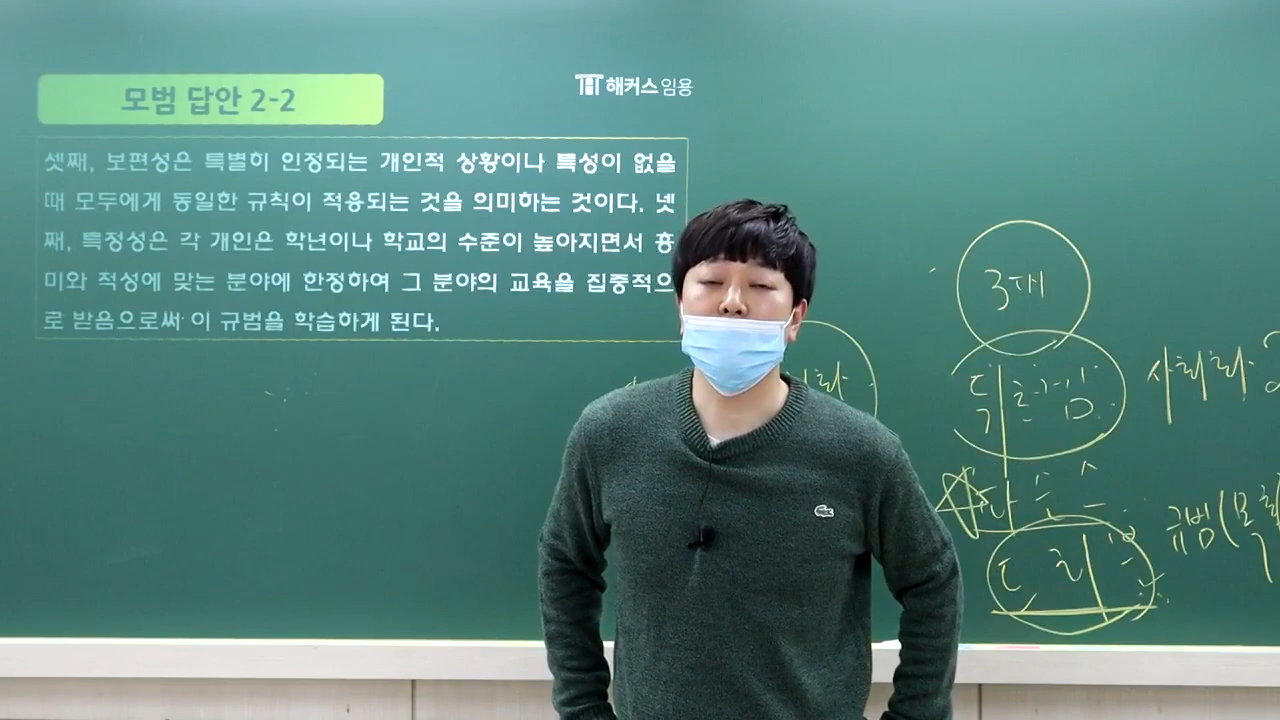 모범 답안 2-2
해커스임용
셋째, 보편성은 특별히 인정되는 개인적 상황이나 특성이 없을
때 모두에게 동일한 규칙이 적용되는 것을 의미하는 것이다. 넷
째, 특정성은 각 개인은 학년이나 학교의 수준이 높아지면서 흥
미와 적성에 맞는 분야에 한정하여 그 분야의 교육을 집중적으
로 받음으로써 이 규범을 학습하게 된다.
3대
사회화
규범(